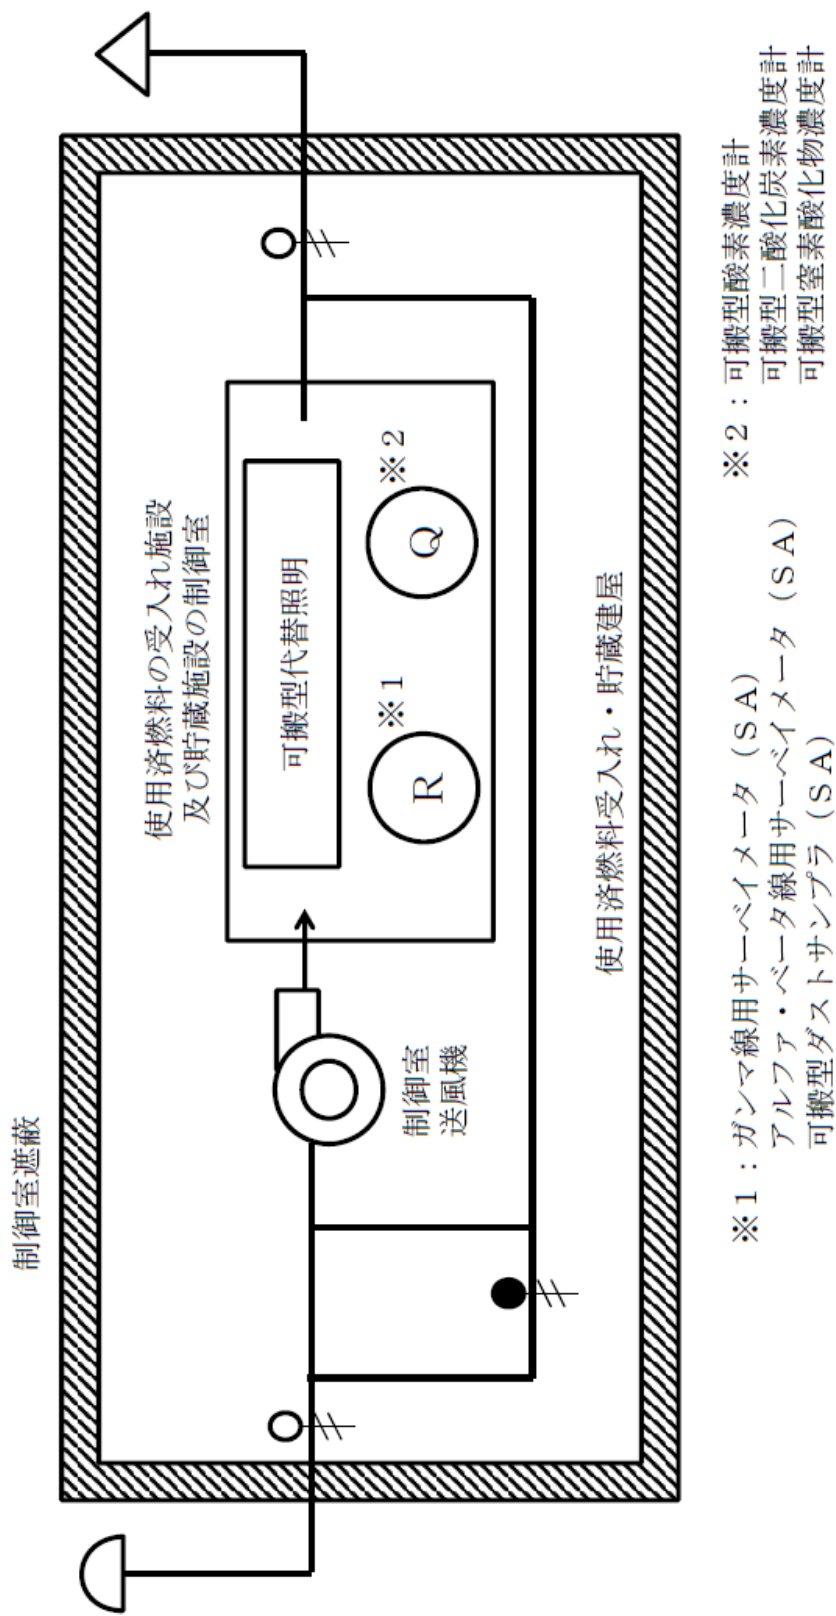 制御室遮蔽
使用済燃料の受入れ施設
及び貯蔵施設の制御室
可搬型代替照明
R
※1
Q
※2
制御室
送風機
使用済燃料受入れ・貯蔵建屋
※1：ガンマ線用サーベイメータ（SA）
アルファ・ベータ線用サーベイメータ（SA）
可搬型ダストサンプラ（SA）
※2：可搬型酸素濃度計
可搬型二酸化炭素濃度計
可搬型窒素酸化物濃度計